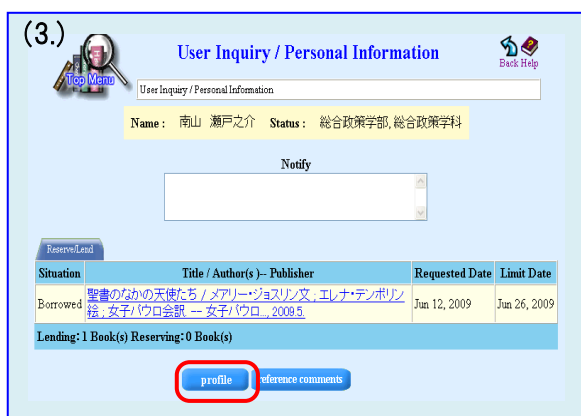 (3.)
Top Menu
User Inquiry / Personal Information
Back Help
User Inquiry / Personal Information
Name : 南山 瀬戸之介 Status : 総合政策学部, 総合政策学科
Notify
Reserve/Lend
Situation Title / Author(s )-- Publisher Requested Date Limit Date
Borrowed 聖書のなかの天使たち / メアリー・ジョスリン文 ; エレナ・テンポリン Jun 12, 2009 Jun 26, 2009
絵 ; 女子パウロ会訳. -- 女子パウロ..., 2009.5.
Lending:1 Book(s) Reserving:0 Book(s)
profile reference comments